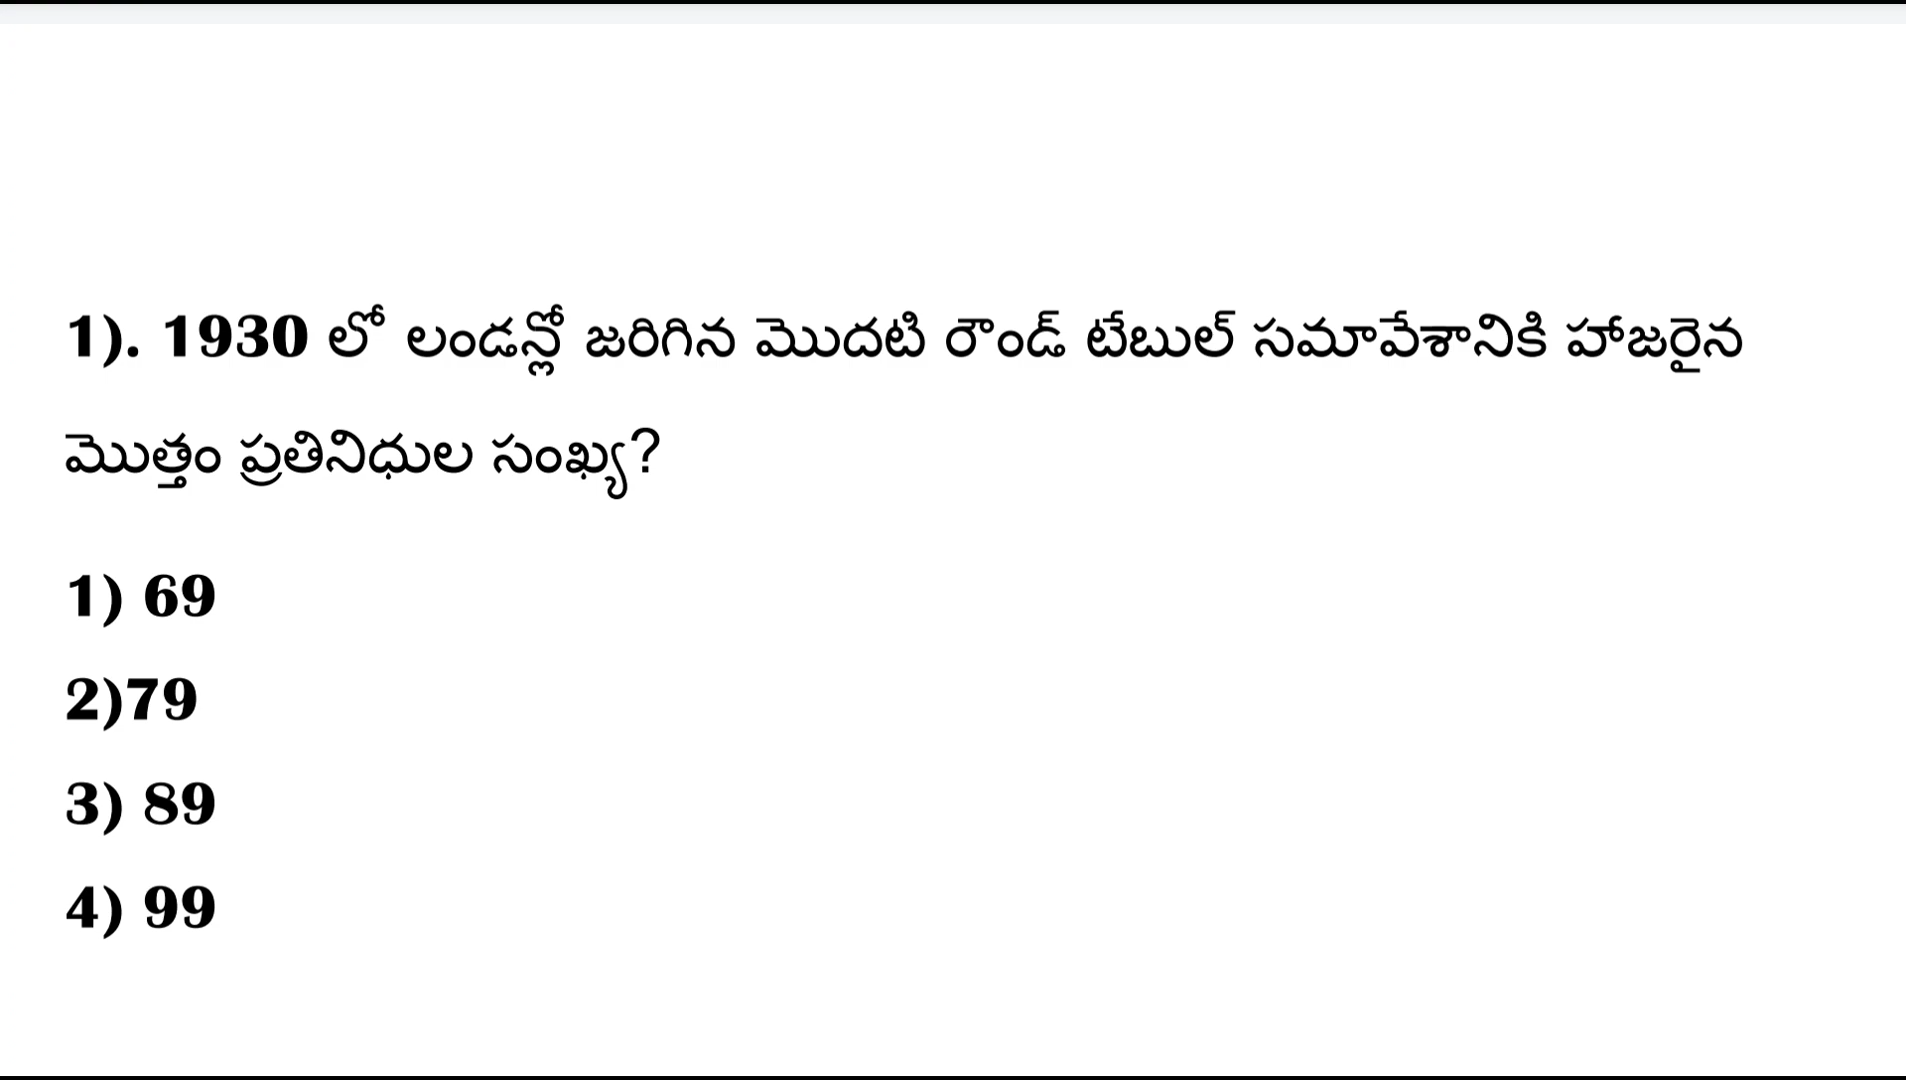 1). 1930 లో లండన్లో జరిగిన మొదటి రౌండ్ టేబుల్ సమావేశానికి హాజరైన
మొత్తం ప్రతినిధుల సంఖ్య?
1) 69
2)79
3) 89
4) 99